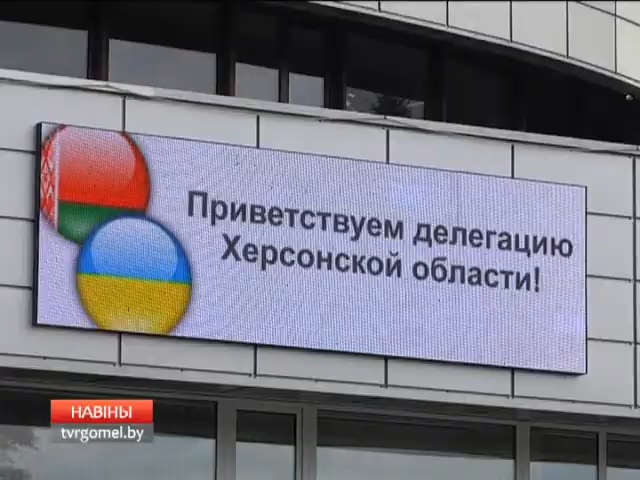 Приветствуем делегацию
Херсонской области!
НАВІНЫ
tvrgomel.by